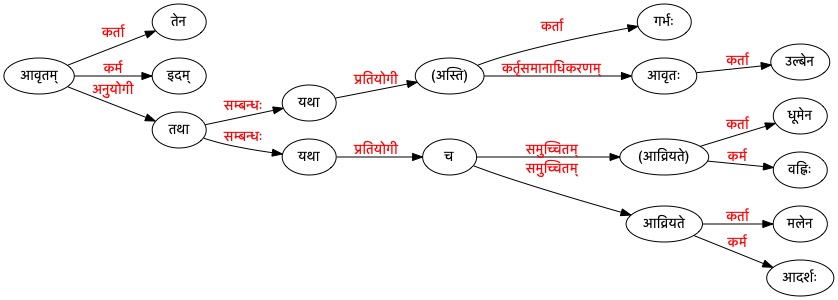 आवृतम्
कर्ता
तेन
कर्म
इदम्
अनुयोगी
तथा
सम्बन्धः
यथा
प्रतियोगी
(अस्ति)
कर्ता
गर्भः
कर्तृसमानाधिकरणम्
आवृतः
कर्ता
उल्बेन
सम्बन्धः
यथा
प्रतियोगी
च
समुच्चितम्
(आव्रियते)
कर्ता
धूमेन
कर्म
वह्निः
समुच्चितम्
आव्रियते
कर्ता
मलेन
कर्म
आदर्शः